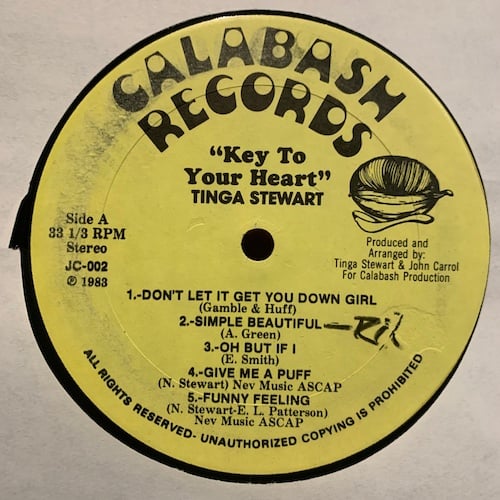 CALABASH
RECORDS
"Key To
Your Heart"
TINGA STEWART
Side A
33 1/3 RPM
Stereo
JC-002
℗ 1983
Produced and
Arranged by:
Tinga Stewart & John Carrol
For Calabash Production
1.-DON'T LET IT GET YOU DOWN GIRL
(Gamble & Huff)
2.-SIMPLE BEAUTIFUL
(A. Green)
3.-OH BUT IF I
(E. Smith)
4.-GIVE ME A PUFF
(N. Stewart) Nev Music ASCAP
5.-FUNNY FEELING
(N. Stewart-E. L. Patterson)
Nev Music ASCAP
ALL RIGHTS RESERVED- UNAUTHORIZED COPYING IS PROHIBITED